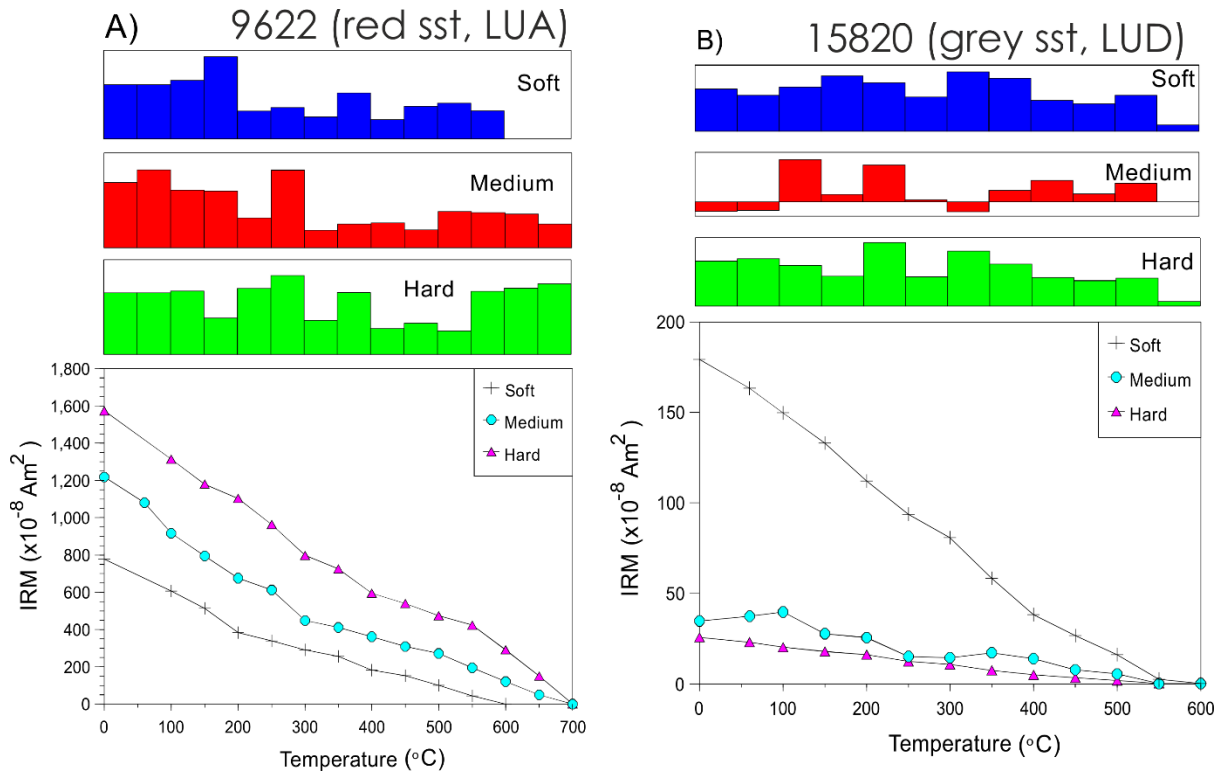 A) 9622 (red sst, LUA)
Soft
Medium
Hard
1,800
1,600
1,400
1,200
1,000
800
600
400
200
0
IRM (x10⁻⁸ Am²)
Soft
Medium
Hard
0 100 200 300 400 500 600 700
Temperature (°C)
B) 15820 (grey sst, LUD)
Soft
Medium
Hard
200
150
100
50
0
IRM (x10⁻⁸ Am²)
Soft
Medium
Hard
0 100 200 300 400 500 600
Temperature (°C)